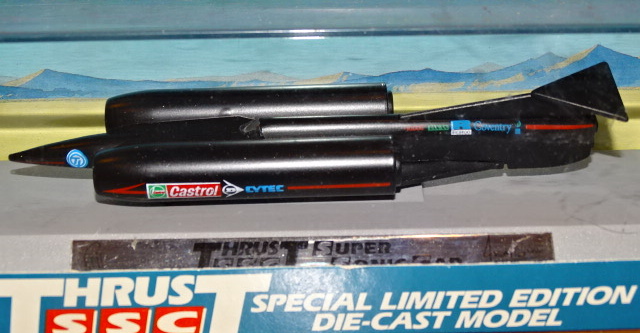 Coventry
Castrol CYTEC
THRUST SUPER
SONIC CAR
THRUST SPECIAL LIMITED EDITION
SSC DIE-CAST MODEL